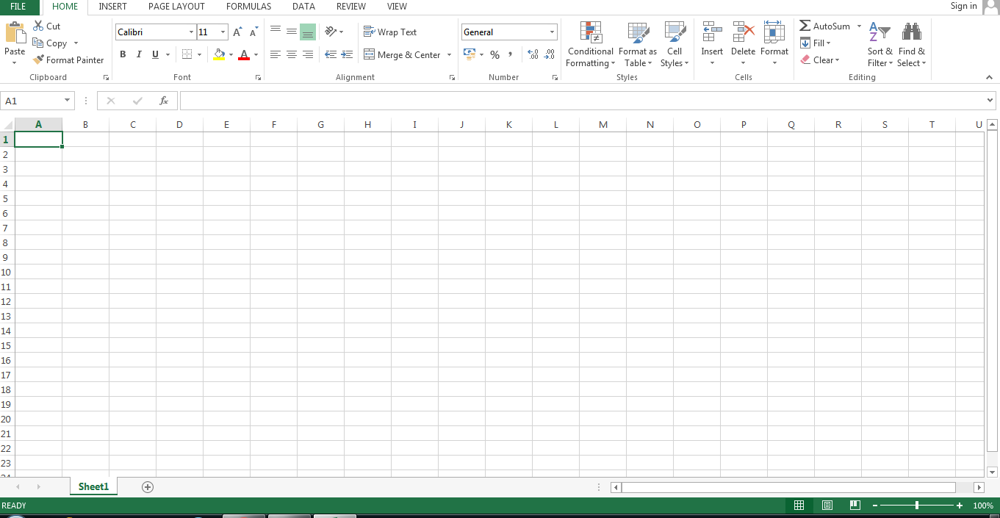 FILE HOME INSERT PAGE LAYOUT FORMULAS DATA REVIEW VIEW Sign in
Paste
Cut
Copy
Format Painter
Clipboard
Calibri 11
B I U A
Font
Wrap Text
Merge & Center
Alignment
General
% , .0 .00 .00 .0
Number
Conditional Formatting
Format as Table
Cell Styles
Styles
Insert Delete Format
Cells
AutoSum
Fill
Clear
Sort & Filter
Find & Select
Editing
A1 fx
A B C D E F G H I J K L M N O P Q R S T U
1
2
3
4
5
6
7
8
9
10
11
12
13
14
15
16
17
18
19
20
21
22
23
Sheet1
READY 100%